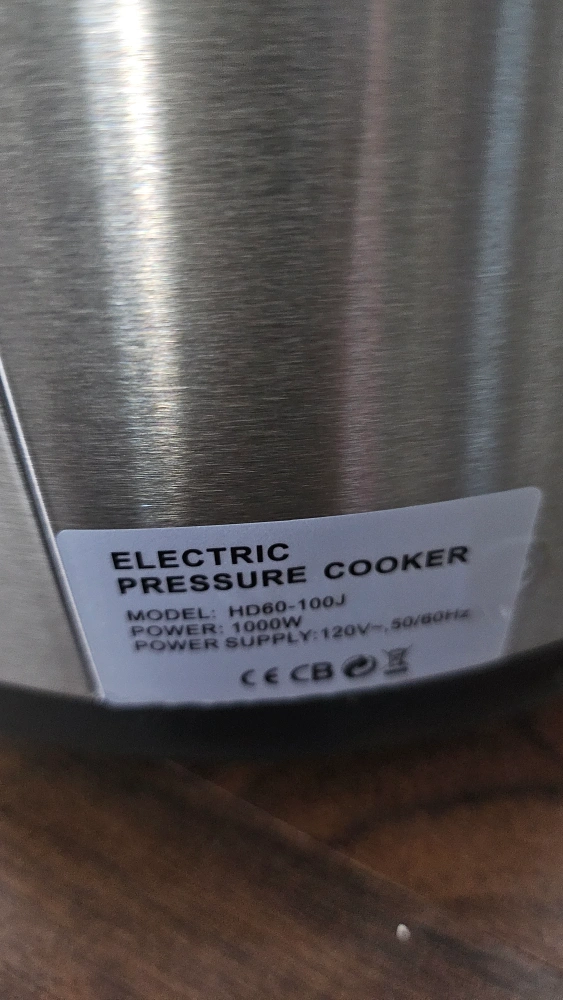 ELECTRIC
PRESSURE COOKER
MODEL: HD60-100J
POWER: 1000W
POWER SUPPLY:120V~,50/60Hz
CE CB